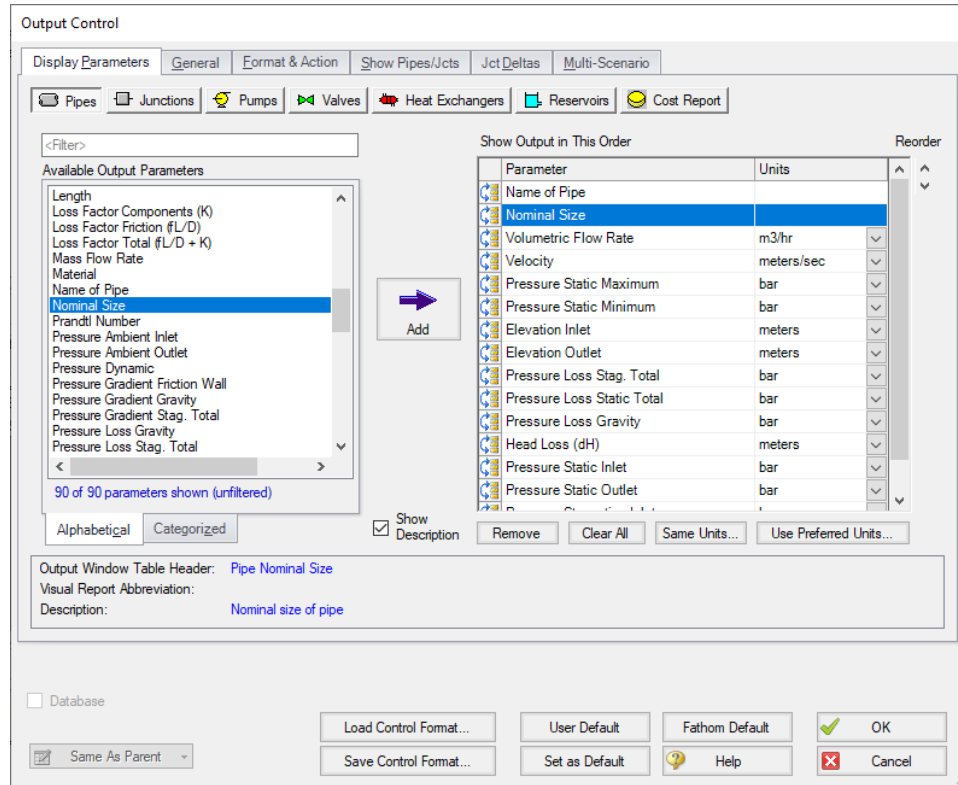 Output Control
Display Parameters General Format & Action Show Pipes/Jcts Jct Deltas Multi-Scenario
Pipes Junctions Pumps Valves Heat Exchangers Reservoirs Cost Report
<Filter>
Available Output Parameters
Length
Loss Factor Components (K)
Loss Factor Friction (fL/D)
Loss Factor Total (fL/D + K)
Mass Flow Rate
Material
Name of Pipe
Nominal Size
Prandtl Number
Pressure Ambient Inlet
Pressure Ambient Outlet
Pressure Dynamic
Pressure Gradient Friction Wall
Pressure Gradient Gravity
Pressure Gradient Stag. Total
Pressure Loss Gravity
Pressure Loss Stag. Total
90 of 90 parameters shown (unfiltered)
Alphabetical Categorized
Add
Show
Description
Show Output in This Order Reorder
Parameter Units
Name of Pipe
Nominal Size
Volumetric Flow Rate m3/hr
Velocity meters/sec
Pressure Static Maximum bar
Pressure Static Minimum bar
Elevation Inlet meters
Elevation Outlet meters
Pressure Loss Stag. Total bar
Pressure Loss Static Total bar
Pressure Loss Gravity bar
Head Loss (dH) meters
Pressure Static Inlet bar
Pressure Static Outlet bar
Remove Clear All Same Units... Use Preferred Units...
Output Window Table Header: Pipe Nominal Size
Visual Report Abbreviation:
Description: Nominal size of pipe
Database
Load Control Format... User Default Fathom Default OK
Same As Parent Save Control Format... Set as Default Help Cancel